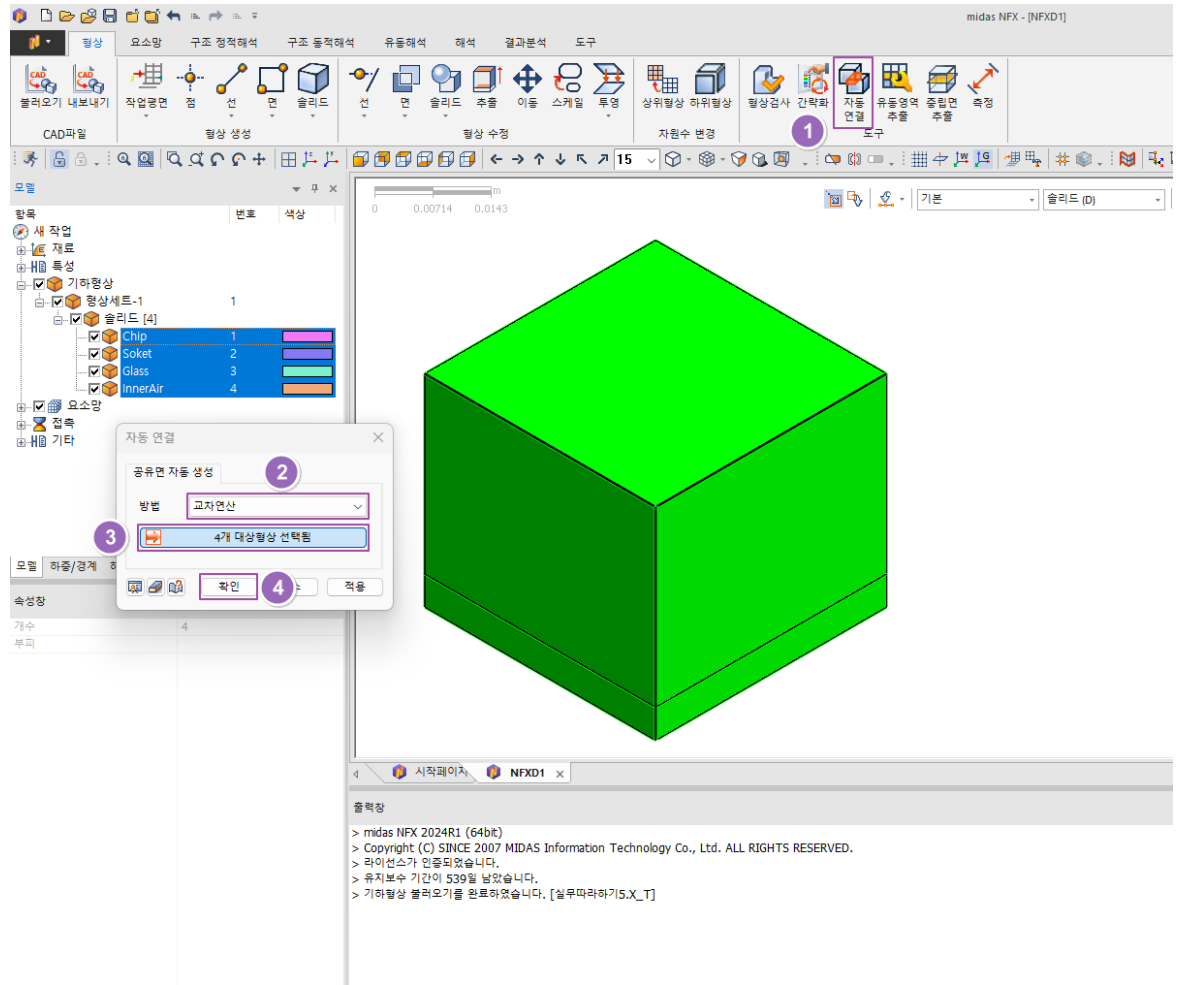 midas NFX - [NFXD1]
형상 요소망 구조 정적해석 구조 동적해석 유동해석 해석 결과분석 도구
CAD CAD
불러오기 내보내기 작업평면 점 선 면 솔리드 선 면 솔리드 추출 이동 스케일 투영 상위형상 하위형상 형상검사 간략화 자동 연결 유동영역 추출 중립면 추출 측정
1
CAD파일 형상 생성 형상 수정 차원수 변경 도구
15
모델
항목 번호 색상
새 작업
재료
특성
기하형상
형상세트-1 1
솔리드 [4]
Chip 1
Soket 2
Glass 3
InnerAir 4
요소망
접촉
기타
m
0 0.00714 0.0143
기본 솔리드 (D)
자동 연결
공유면 자동 생성 2
방법 교차연산
3 4개 대상형상 선택됨
확인 4 적용
모델 하중/경계
속성창
개수 4
부피
시작페이지 NFXD1
출력창
> midas NFX 2024R1 (64bit)
> Copyright (C) SINCE 2007 MIDAS Information Technology Co., Ltd. ALL RIGHTS RESERVED.
> 라이선스가 인증되었습니다.
> 유지보수 기간이 539일 남았습니다.
> 기하형상 불러오기를 완료하였습니다. [실무따라하기5.X_T]